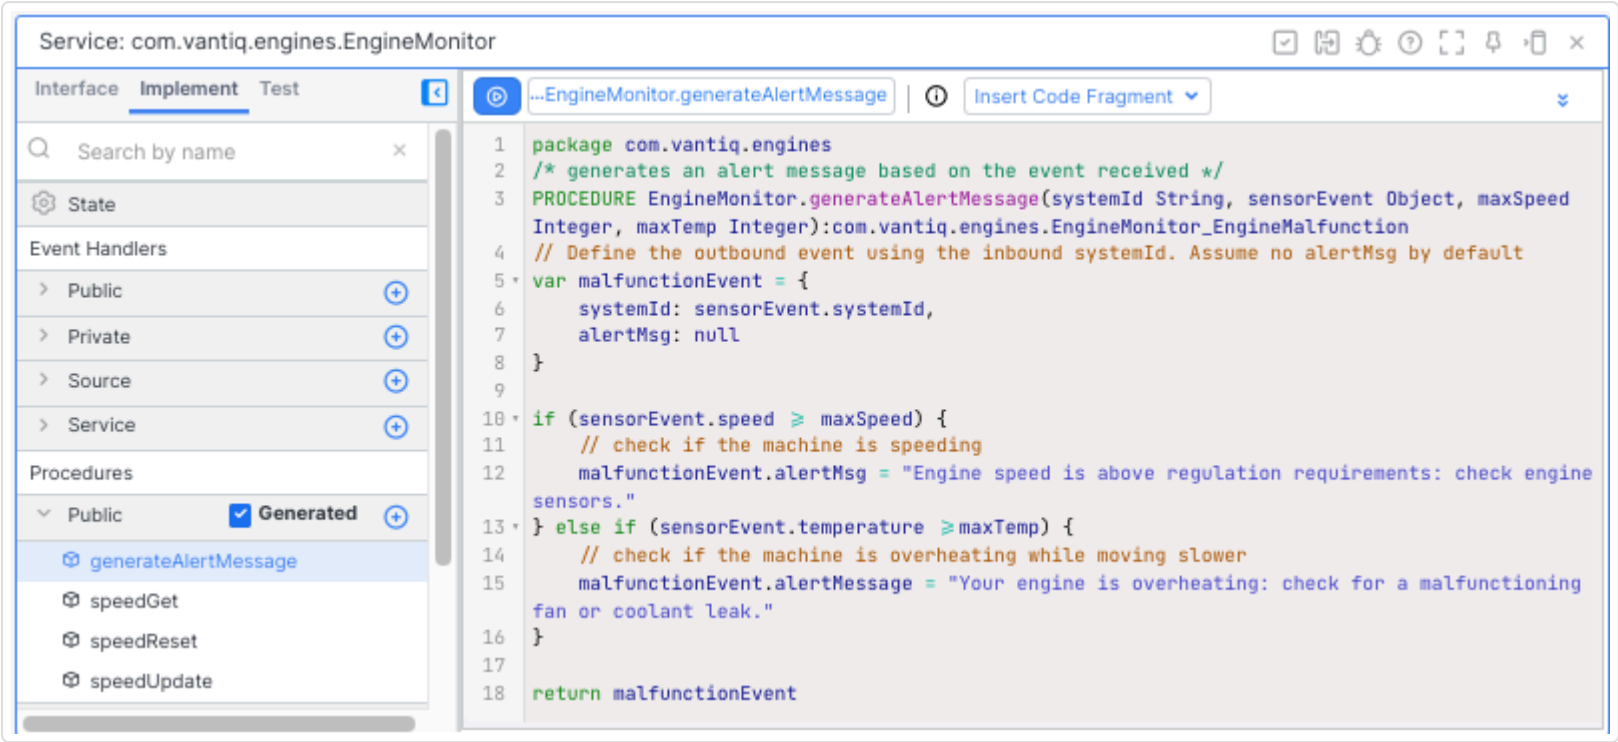 Service: com.vantiq.engines.EngineMonitor
Interface Implement Test
Search by name
State
Event Handlers
Public
Private
Source
Service
Procedures
Public Generated
generateAlertMessage
speedGet
speedReset
speedUpdate
...EngineMonitor.generateAlertMessage Insert Code Fragment
1 package com.vantiq.engines
2 /* generates an alert message based on the event received */
3 PROCEDURE EngineMonitor.generateAlertMessage(systemId String, sensorEvent Object, maxSpeed
Integer, maxTemp Integer):com.vantiq.engines.EngineMonitor_EngineMalfunction
4 // Define the outbound event using the inbound systemId. Assume no alertMsg by default
5 var malfunctionEvent = {
6 systemId: sensorEvent.systemId,
7 alertMsg: null
8 }
9
10 if (sensorEvent.speed >= maxSpeed) {
11 // check if the machine is speeding
12 malfunctionEvent.alertMsg = "Engine speed is above regulation requirements: check engine
sensors."
13 } else if (sensorEvent.temperature >=maxTemp) {
14 // check if the machine is overheating while moving slower
15 malfunctionEvent.alertMessage = "Your engine is overheating: check for a malfunctioning
fan or coolant leak."
16 }
17
18 return malfunctionEvent